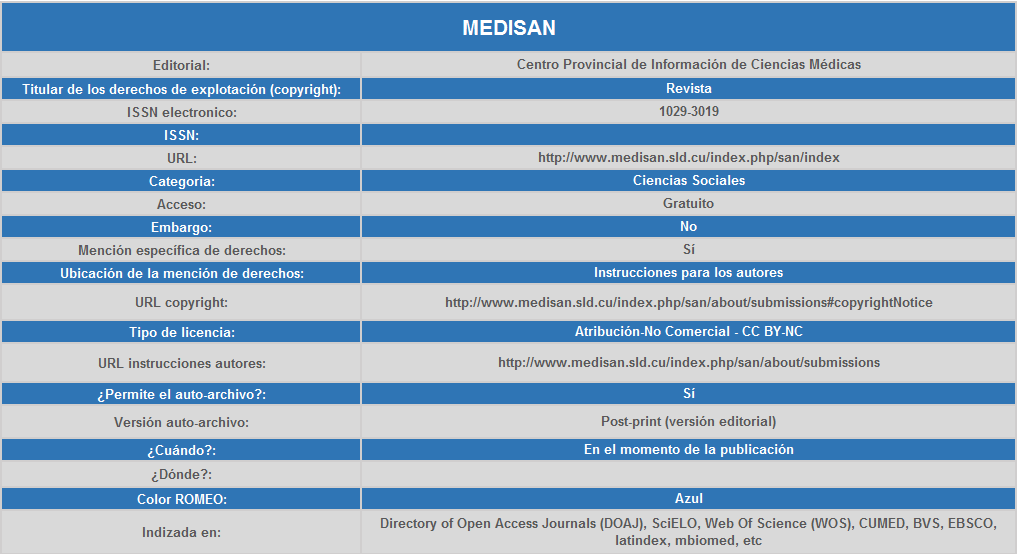 MEDISAN
Editorial: Centro Provincial de Información de Ciencias Médicas
Titular de los derechos de explotación (copyright): Revista
ISSN electronico: 1029-3019
ISSN:
URL: http://www.medisan.sld.cu/index.php/san/index
Categoria: Ciencias Sociales
Acceso: Gratuito
Embargo: No
Mención específica de derechos: Sí
Ubicación de la mención de derechos: Instrucciones para los autores
URL copyright: http://www.medisan.sld.cu/index.php/san/about/submissions#copyrightNotice
Tipo de licencia: Atribución-No Comercial - CC BY-NC
URL instrucciones autores: http://www.medisan.sld.cu/index.php/san/about/submissions
¿Permite el auto-archivo?: Sí
Versión auto-archivo: Post-print (versión editorial)
¿Cuándo?: En el momento de la publicación
¿Dónde?:
Color ROMEO: Azul
Indizada en: Directory of Open Access Journals (DOAJ), SciELO, Web Of Science (WOS), CUMED, BVS, EBSCO,
latindex, mbiomed, etc